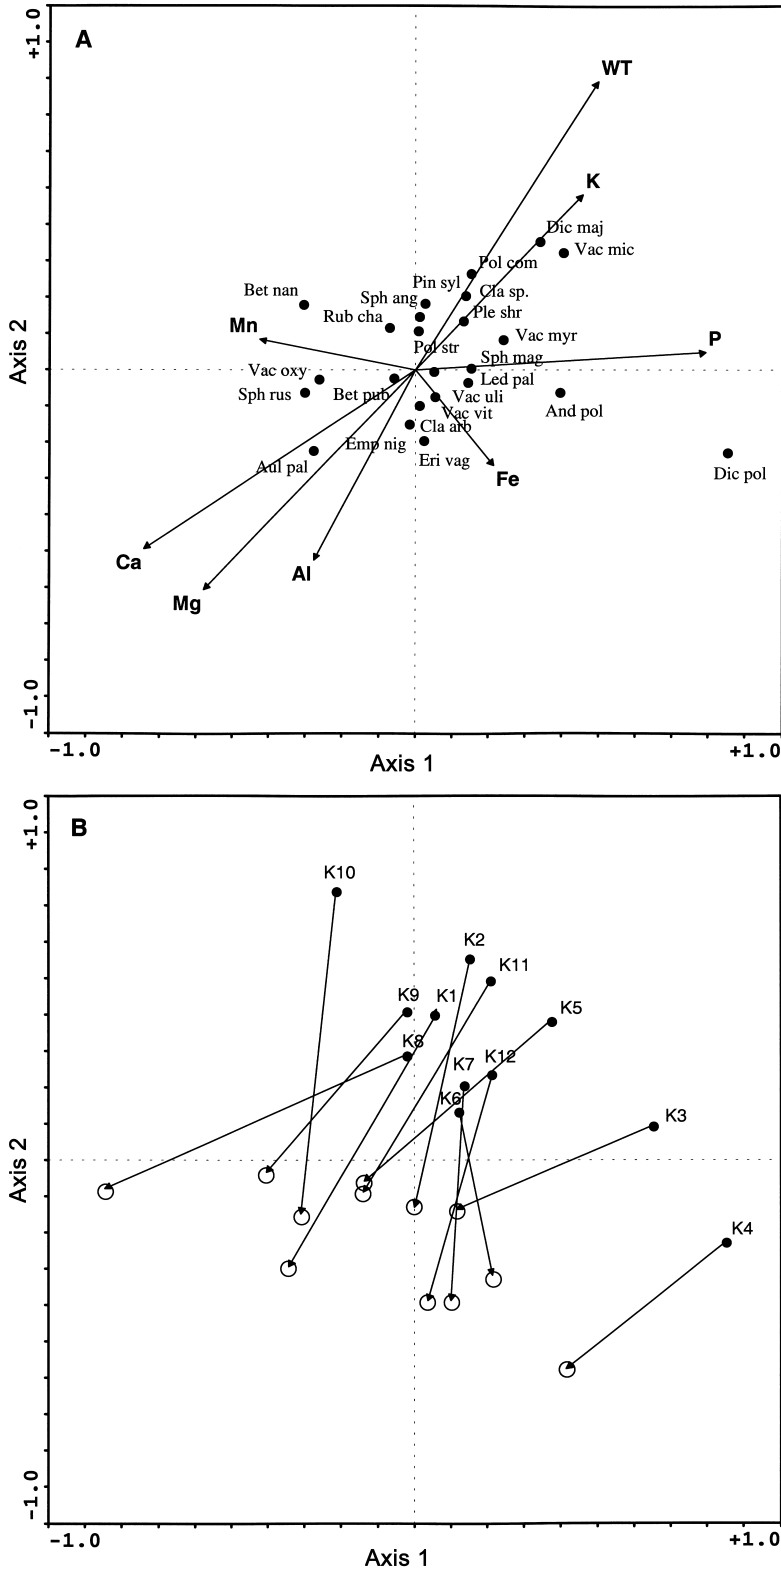 +1.0
A
WT
K
Dic maj
Vac mic
Pol com
Pin syl
Bet nan
Sph ang
Cla sp.
Rub cha
Ple shr
Mn
Vac myr
P
Pol str
Axis 2
Sph mag
Vac oxy
Led pal
Sph rus
Bet pub
Vac uli
And pol
Vac vit
Cla arb
Emp nig
Eri vag
Aul pal
Dic pol
Fe
Ca
Al
Mg
-1.0
-1.0
+1.0
Axis 1
+1.0
B
K10
K2
K11
K9
K1
K5
K8
K7
K12
K6
K3
Axis 2
K4
-1.0
-1.0
+1.0
Axis 1